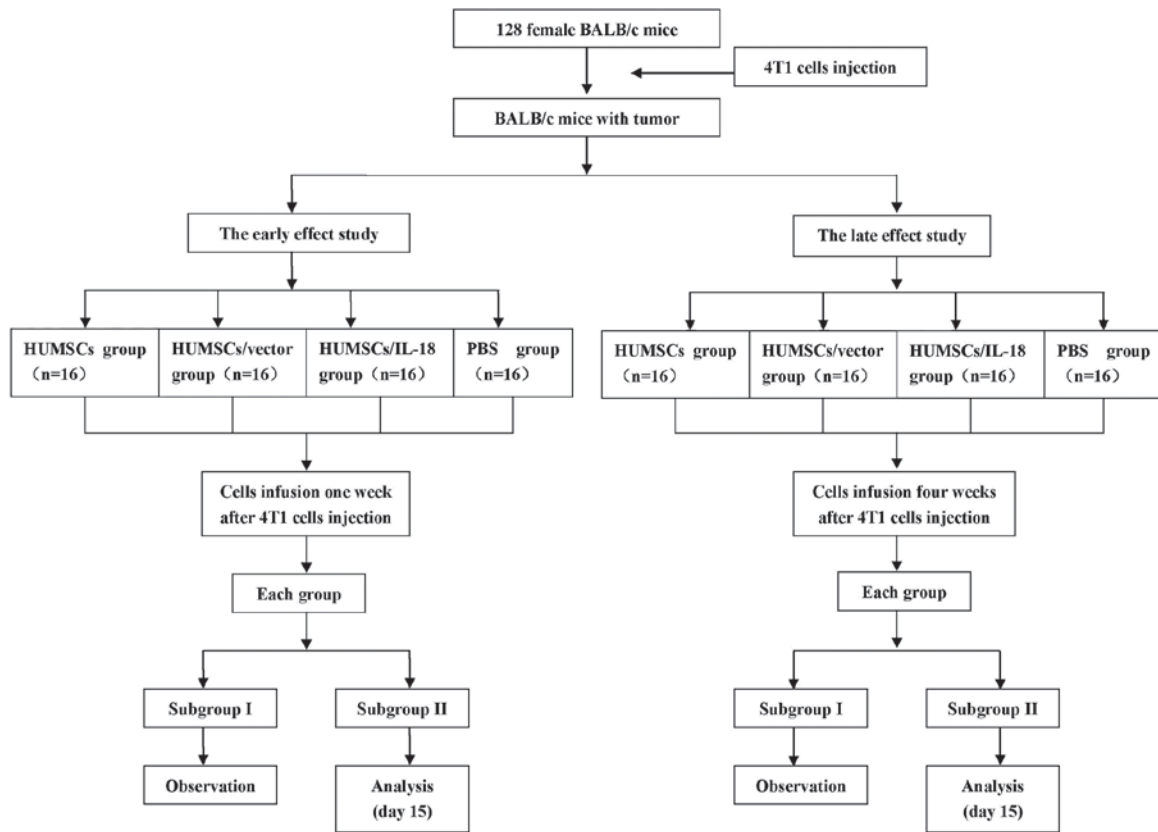 128 female BALB/c mice
4T1 cells injection
BALB/c mice with tumor
The early effect study
The late effect study
HUMSCs group
（n=16）
HUMSCs/vector
group（n=16）
HUMSCs/IL-18
group（n=16）
PBS group
（n=16）
HUMSCs group
（n=16）
HUMSCs/vector
group（n=16）
HUMSCs/IL-18
group（n=16）
PBS group
（n=16）
Cells infusion one week
after 4T1 cells injection
Cells infusion four weeks
after 4T1 cells injection
Each group
Each group
Subgroup I
Subgroup II
Subgroup I
Subgroup II
Observation
Analysis
(day 15)
Observation
Analysis
(day 15)